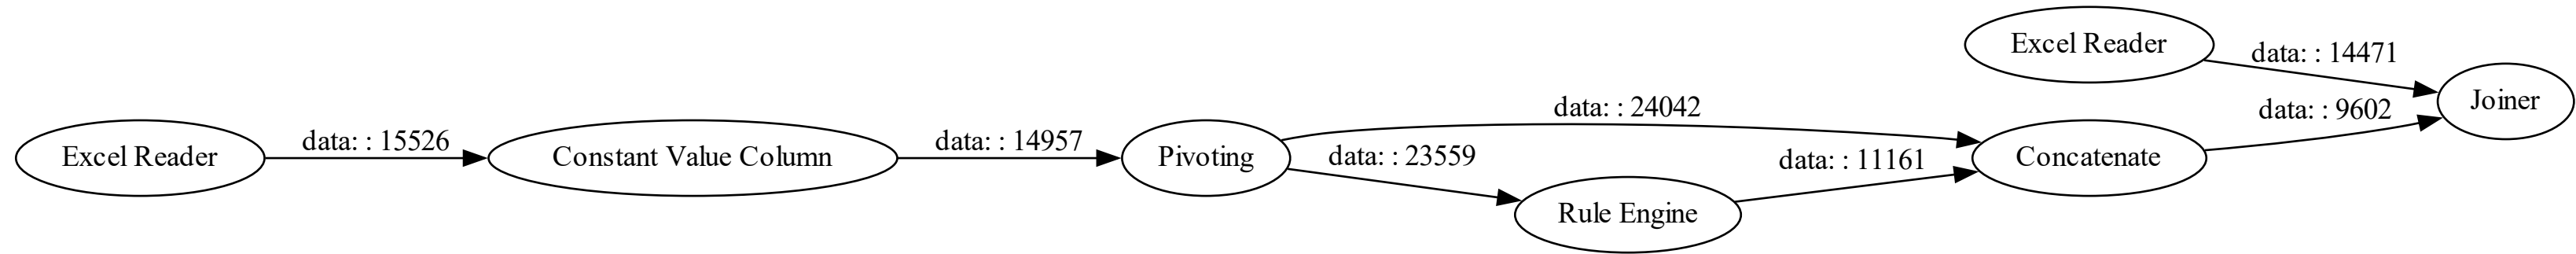 Excel Reader
data: : 15526
Constant Value Column
data: : 14957
Pivoting
data: : 24042
data: : 23559
Rule Engine
data: : 11161
Concatenate
Excel Reader
data: : 14471
data: : 9602
Joiner